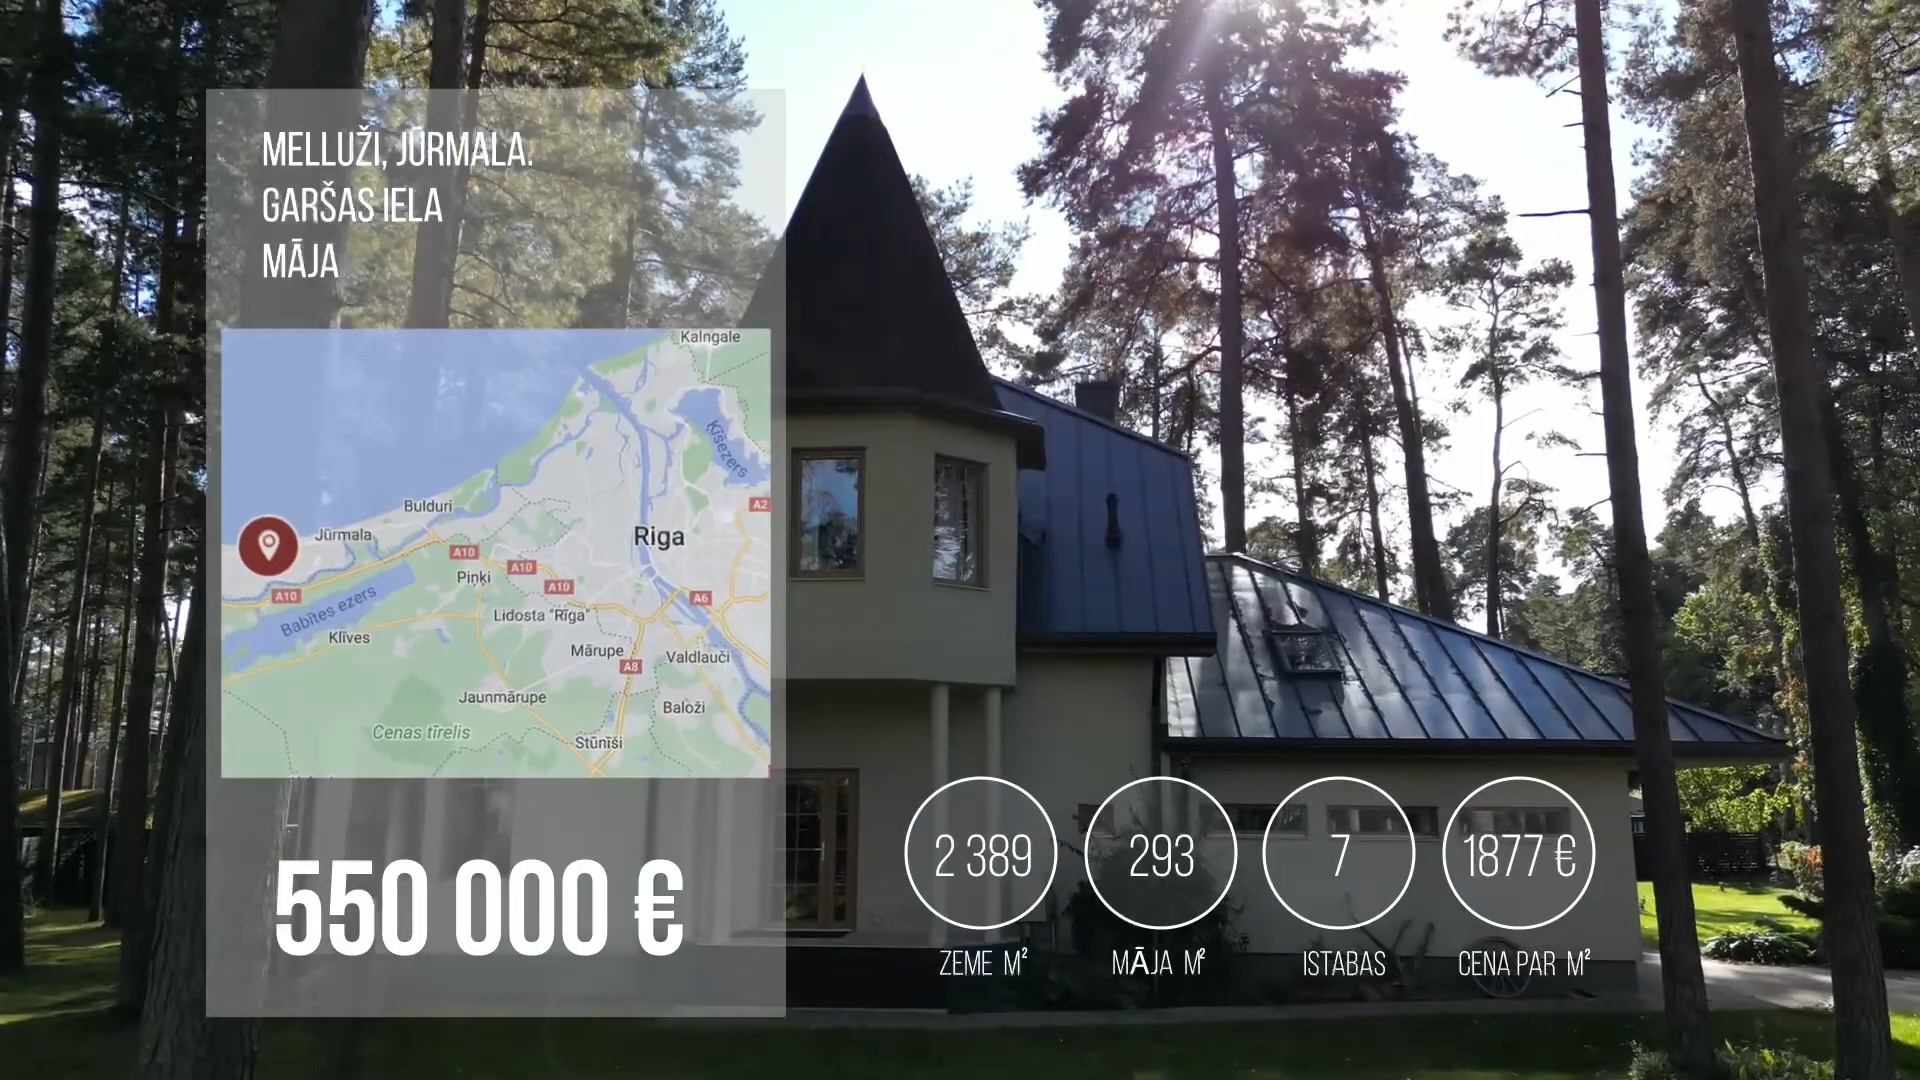 MELLUŽI, JŪRMALA.
GARŠAS IELA
MĀJA
Kalngale
Ķīšezers
Bulduri
A2
Jūrmala
Riga
A10
Piņķi
A10
A10
A10
A6
Babītes ezers
Lidosta "Rīga"
Klīves
Mārupe
Valdlauči
A8
Jaunmārupe
Baloži
Cenas tīrelis
Stūnīši
550 000 €
2 389
293
7
1877 €
ZEME M²
MĀJA M²
ISTABAS
CENA PAR M²